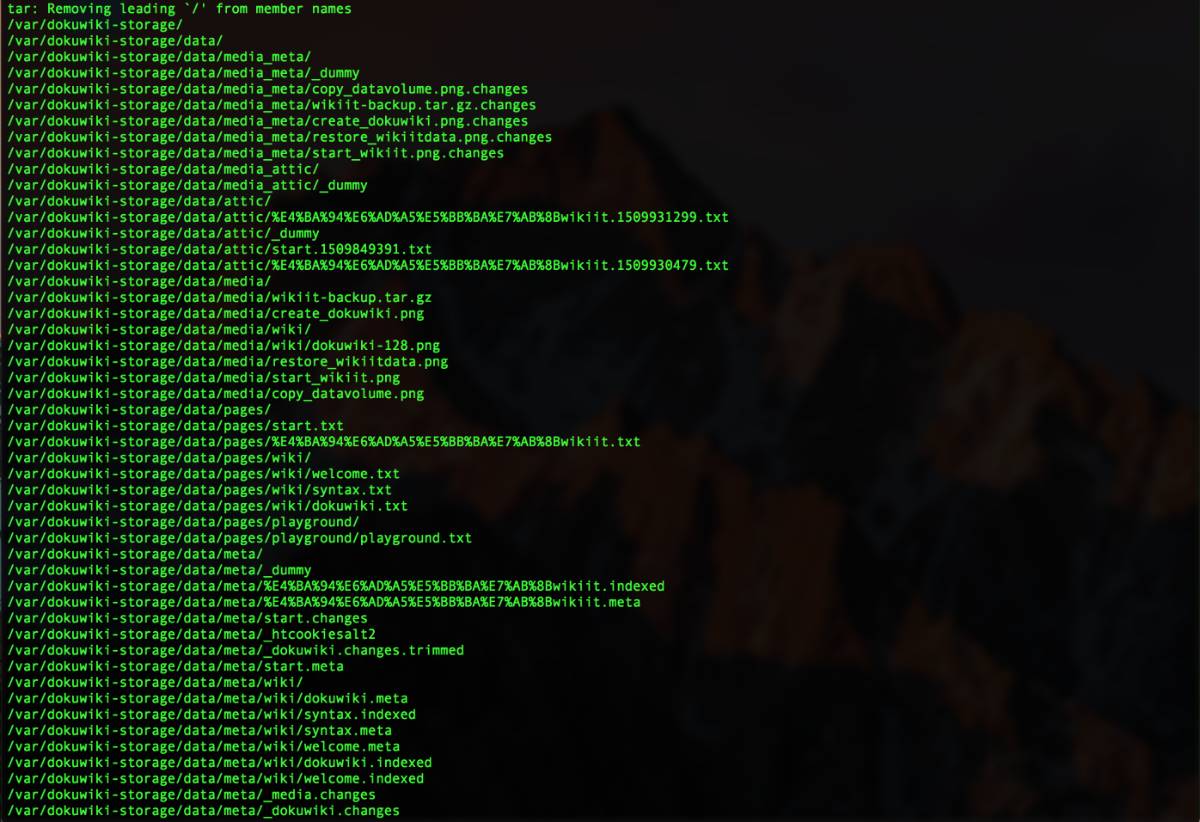 tar: Removing leading `/' from member names
/var/dokuwiki-storage/
/var/dokuwiki-storage/data/
/var/dokuwiki-storage/data/media_meta/
/var/dokuwiki-storage/data/media_meta/_dummy
/var/dokuwiki-storage/data/media_meta/copy_datavolume.png.changes
/var/dokuwiki-storage/data/media_meta/wikiit-backup.tar.gz.changes
/var/dokuwiki-storage/data/media_meta/create_dokuwiki.png.changes
/var/dokuwiki-storage/data/media_meta/restore_wikiitdata.png.changes
/var/dokuwiki-storage/data/media_meta/start_wikiit.png.changes
/var/dokuwiki-storage/data/media_attic/
/var/dokuwiki-storage/data/media_attic/_dummy
/var/dokuwiki-storage/data/attic/
/var/dokuwiki-storage/data/attic/%E4%BA%94%E6%AD%A5%E5%BB%BA%E7%AB%8Bwikiit.1509931299.txt
/var/dokuwiki-storage/data/attic/_dummy
/var/dokuwiki-storage/data/attic/start.1509849391.txt
/var/dokuwiki-storage/data/attic/%E4%BA%94%E6%AD%A5%E5%BB%BA%E7%AB%8Bwikiit.1509930479.txt
/var/dokuwiki-storage/data/media/
/var/dokuwiki-storage/data/media/wikiit-backup.tar.gz
/var/dokuwiki-storage/data/media/create_dokuwiki.png
/var/dokuwiki-storage/data/media/wiki/
/var/dokuwiki-storage/data/media/wiki/dokuwiki-128.png
/var/dokuwiki-storage/data/media/restore_wikiitdata.png
/var/dokuwiki-storage/data/media/start_wikiit.png
/var/dokuwiki-storage/data/media/copy_datavolume.png
/var/dokuwiki-storage/data/pages/
/var/dokuwiki-storage/data/pages/start.txt
/var/dokuwiki-storage/data/pages/%E4%BA%94%E6%AD%A5%E5%BB%BA%E7%AB%8Bwikiit.txt
/var/dokuwiki-storage/data/pages/wiki/
/var/dokuwiki-storage/data/pages/wiki/welcome.txt
/var/dokuwiki-storage/data/pages/wiki/syntax.txt
/var/dokuwiki-storage/data/pages/wiki/dokuwiki.txt
/var/dokuwiki-storage/data/pages/playground/
/var/dokuwiki-storage/data/pages/playground/playground.txt
/var/dokuwiki-storage/data/meta/
/var/dokuwiki-storage/data/meta/_dummy
/var/dokuwiki-storage/data/meta/%E4%BA%94%E6%AD%A5%E5%BB%BA%E7%AB%8Bwikiit.indexed
/var/dokuwiki-storage/data/meta/%E4%BA%94%E6%AD%A5%E5%BB%BA%E7%AB%8Bwikiit.meta
/var/dokuwiki-storage/data/meta/start.changes
/var/dokuwiki-storage/data/meta/_htcookiesalt2
/var/dokuwiki-storage/data/meta/_dokuwiki.changes.trimmed
/var/dokuwiki-storage/data/meta/start.meta
/var/dokuwiki-storage/data/meta/wiki/
/var/dokuwiki-storage/data/meta/wiki/dokuwiki.meta
/var/dokuwiki-storage/data/meta/wiki/syntax.indexed
/var/dokuwiki-storage/data/meta/wiki/syntax.meta
/var/dokuwiki-storage/data/meta/wiki/welcome.meta
/var/dokuwiki-storage/data/meta/wiki/dokuwiki.indexed
/var/dokuwiki-storage/data/meta/wiki/welcome.indexed
/var/dokuwiki-storage/data/meta/_media.changes
/var/dokuwiki-storage/data/meta/_dokuwiki.changes